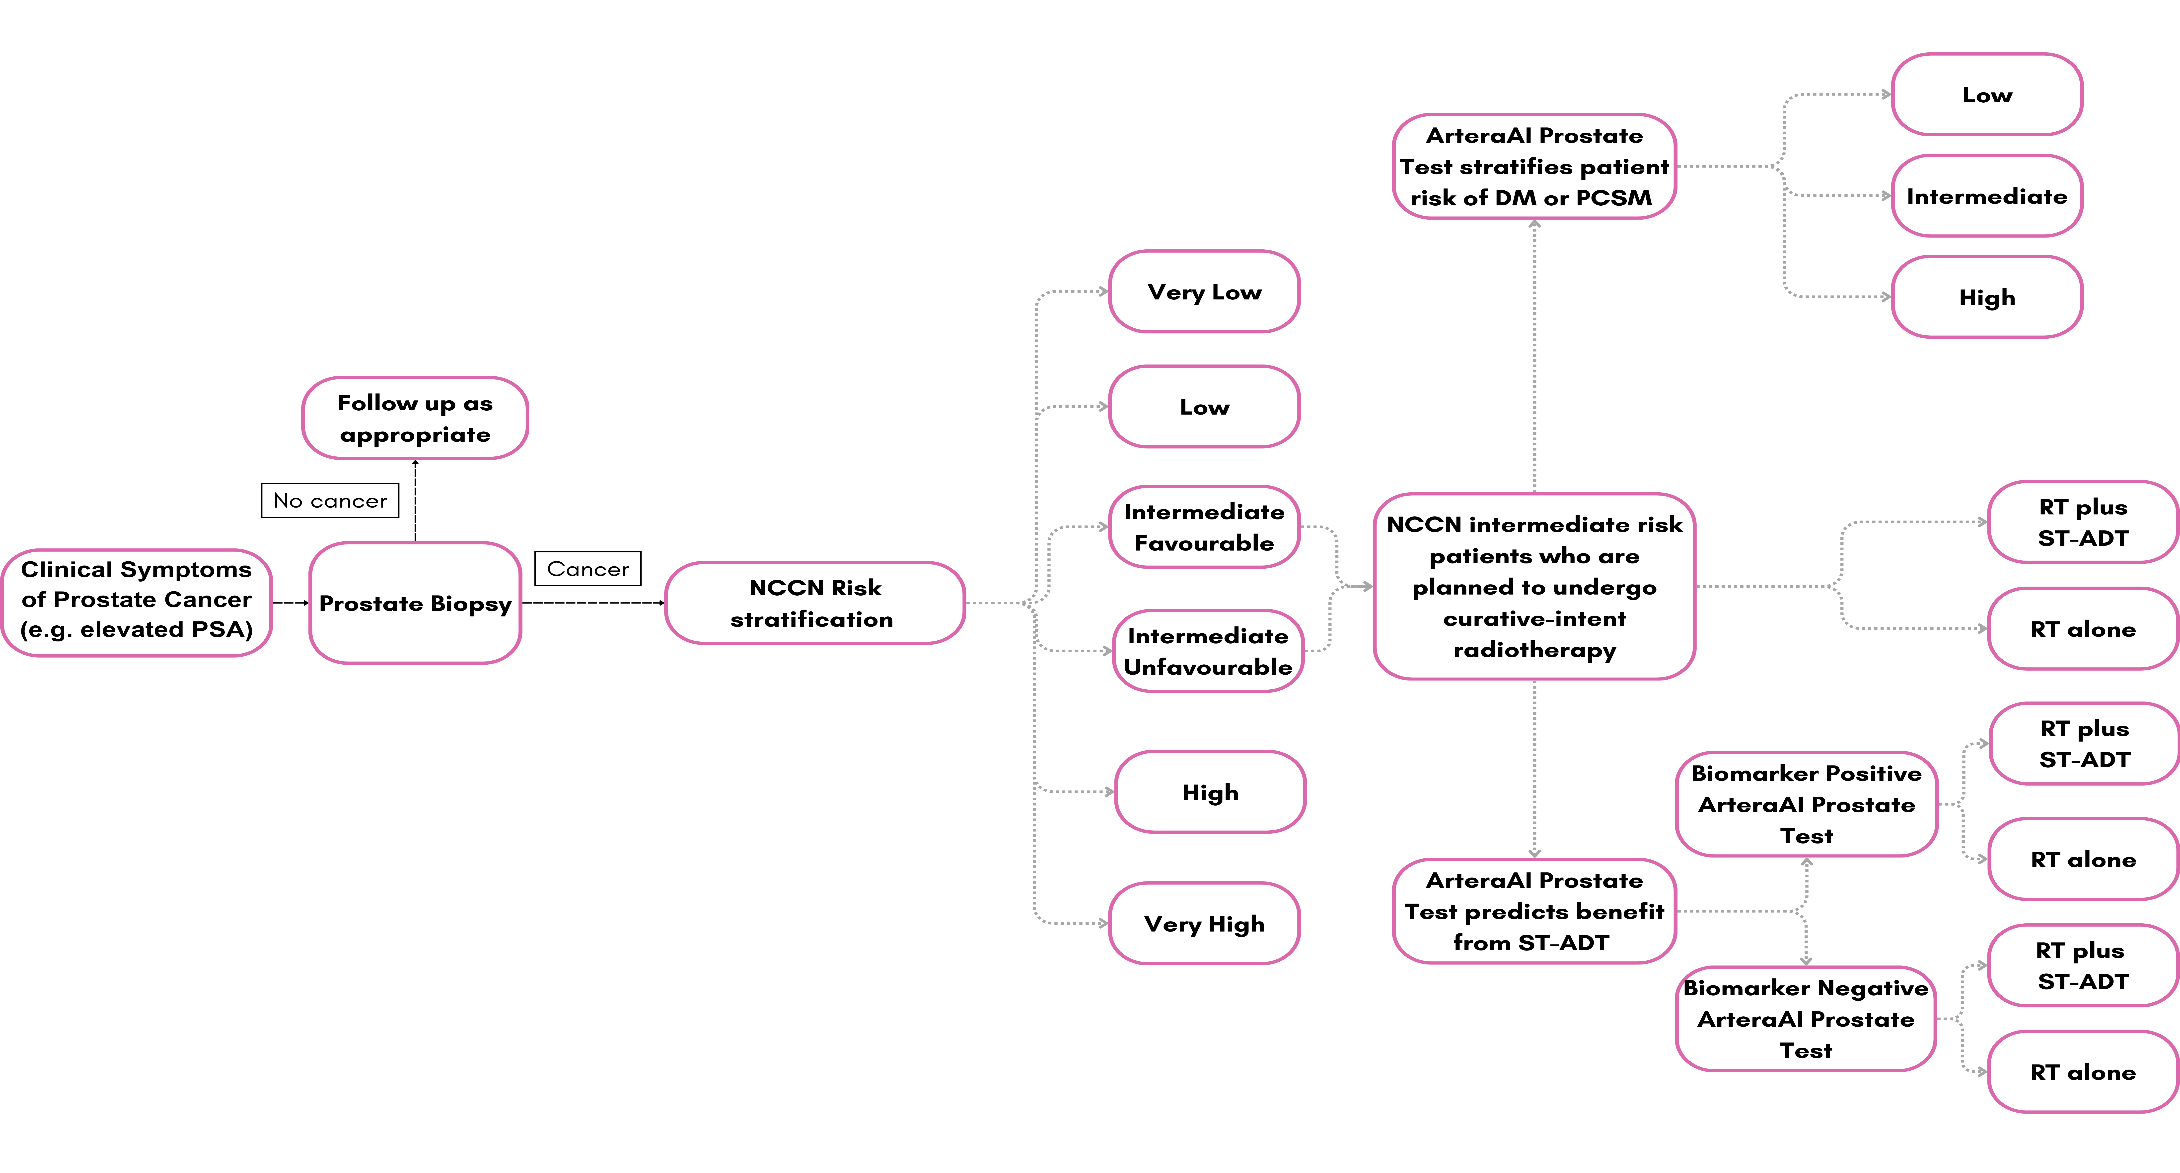 Clinical Symptoms
of Prostate Cancer
(e.g. elevated PSA)
Follow up as
appropriate
No cancer
Prostate Biopsy
Cancer
NCCN Risk
stratification
Very Low
Low
Intermediate
Favourable
Intermediate
Unfavourable
High
Very High
NCCN intermediate risk
patients who are
planned to undergo
curative-intent
radiotherapy
ArteraAI Prostate
Test stratifies patient
risk of DM or PCSM
Low
Intermediate
High
RT plus
ST-ADT
RT alone
ArteraAI Prostate
Test predicts benefit
from ST-ADT
Biomarker Positive
ArteraAI Prostate
Test
RT plus
ST-ADT
RT alone
Biomarker Negative
ArteraAI Prostate
Test
RT plus
ST-ADT
RT alone